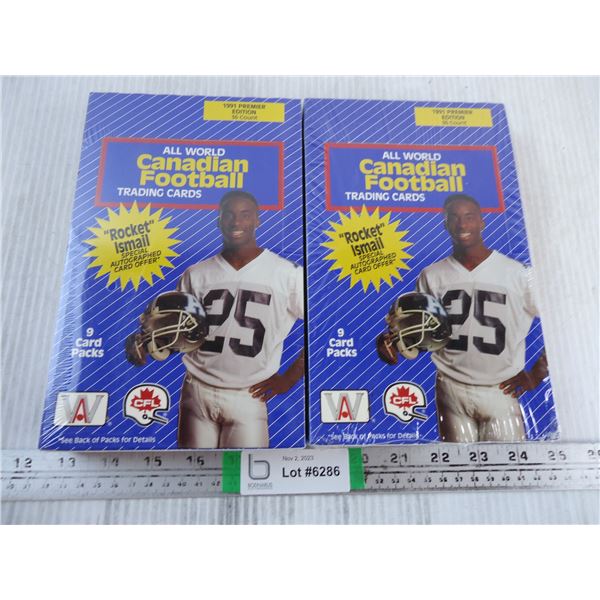 1991 PREMIER
EDITION
36 Count
ALL WORLD
Canadian
Football
TRADING CARDS
"Rocket"
Ismail
SPECIAL
AUTOGRAPHED
CARD OFFER*
25
9
Card
Packs
CFL
*See Back of Packs for Details
1991 PREMIER
EDITION
36 Count
ALL WORLD
Canadian
Football
TRADING CARDS
"Rocket"
Ismail
SPECIAL
AUTOGRAPHED
CARD OFFER*
25
9
Card
Packs
CFL
*See Back of Packs for Details
12 13 14 15 16 21 22 23 24 25
b
BODNARUS
Nov 2, 2023
Lot #6286